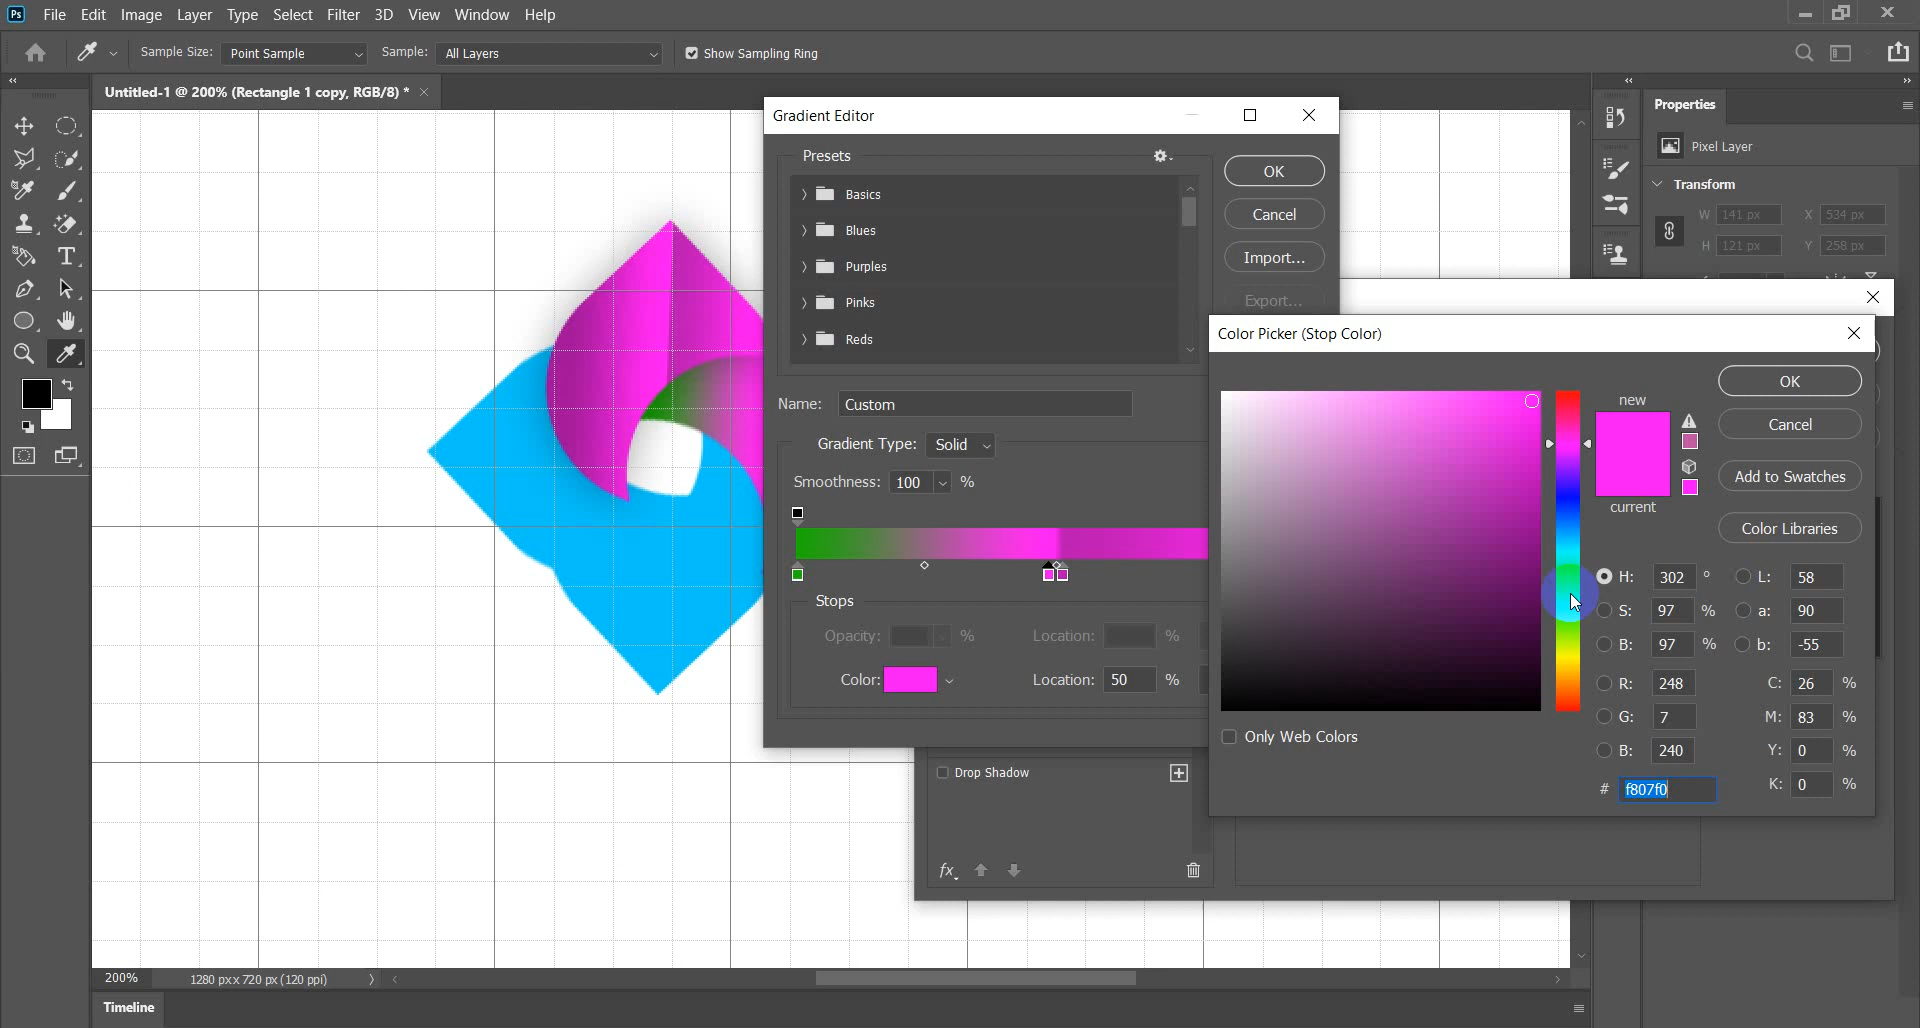 Ps File Edit Image Layer Type Select Filter 3D View Window Help
Sample Size: Point Sample Sample: All Layers Show Sampling Ring
Untitled-1 @ 200% (Rectangle 1 copy, RGB/8) *
Gradient Editor
Presets
Basics
Blues
Purples
Pinks
Reds
OK
Cancel
Import...
Export...
Name: Custom
Gradient Type: Solid
Smoothness: 100 %
Stops
Opacity: % Location: %
Color: Location: 50 %
Drop Shadow
fx
Properties
Pixel Layer
Transform
W 141 px X 534 px
H 121 px Y 258 px
Color Picker (Stop Color)
new
current
OK
Cancel
Add to Swatches
Color Libraries
H: 302 ° L: 58
S: 97 % a: 90
B: 97 % b: -55
R: 248 C: 26 %
G: 7 M: 83 %
B: 240 Y: 0 %
# f807f0 K: 0 %
Only Web Colors
200% 1280 px x 720 px (120 ppi)
Timeline